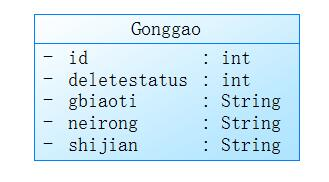 Gonggao
- id : int
- deletestatus : int
- gbiaoti : String
- neirong : String
- shijian : String